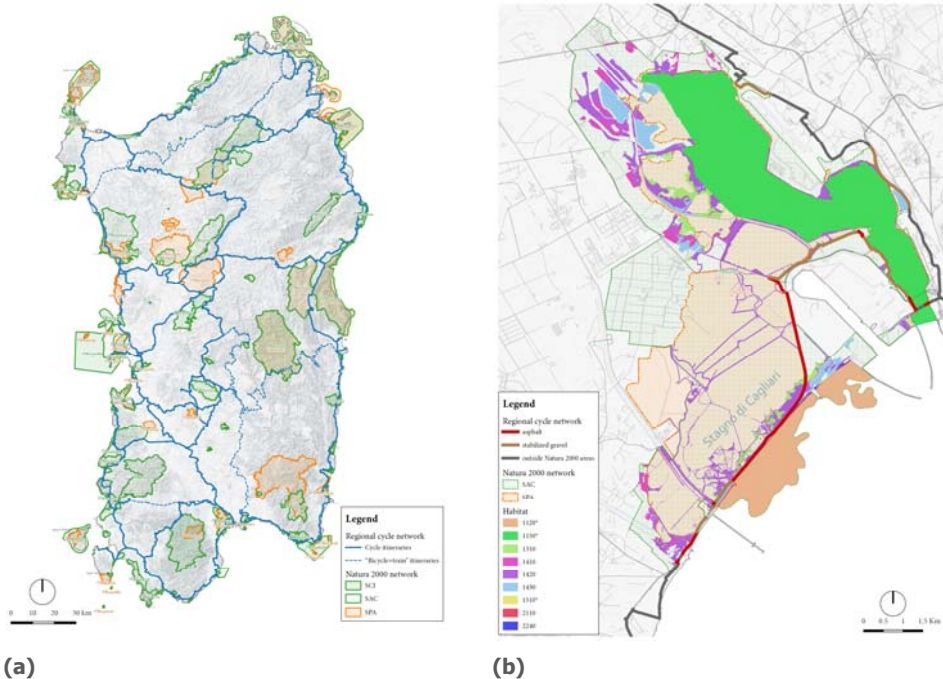 Legend
Regional cycle network
Cycle itineraries
"Bicycle+train" itineraries
Natura 2000 network
SCI
SAC
SPA
0 10 20 30 km
(a)
Stagno di Cagliari
Legend
Regional cycle network
asphalt
stabilized gravel
outside Natura 2000 areas
Natura 2000 network
SAC
SPA
Habitat
1120*
1150*
1310
1410
1420
1430
1510*
2110
2240
0 0.5 1 1.5 Km
(b)